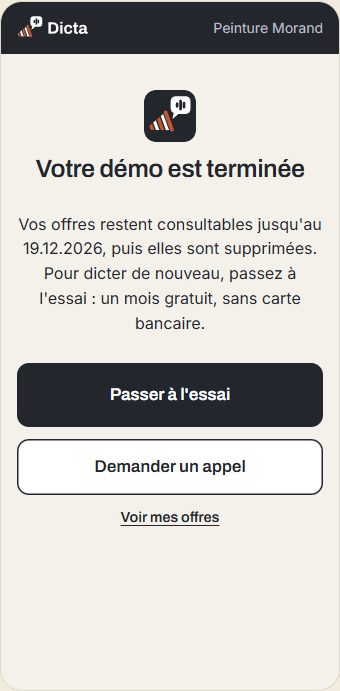 Dicta
Peinture Morand
Votre démo est terminée
Vos offres restent consultables jusqu'au
19.12.2026, puis elles sont supprimées.
Pour dicter de nouveau, passez à
l'essai : un mois gratuit, sans carte
bancaire.
Passer à l'essai
Demander un appel
Voir mes offres